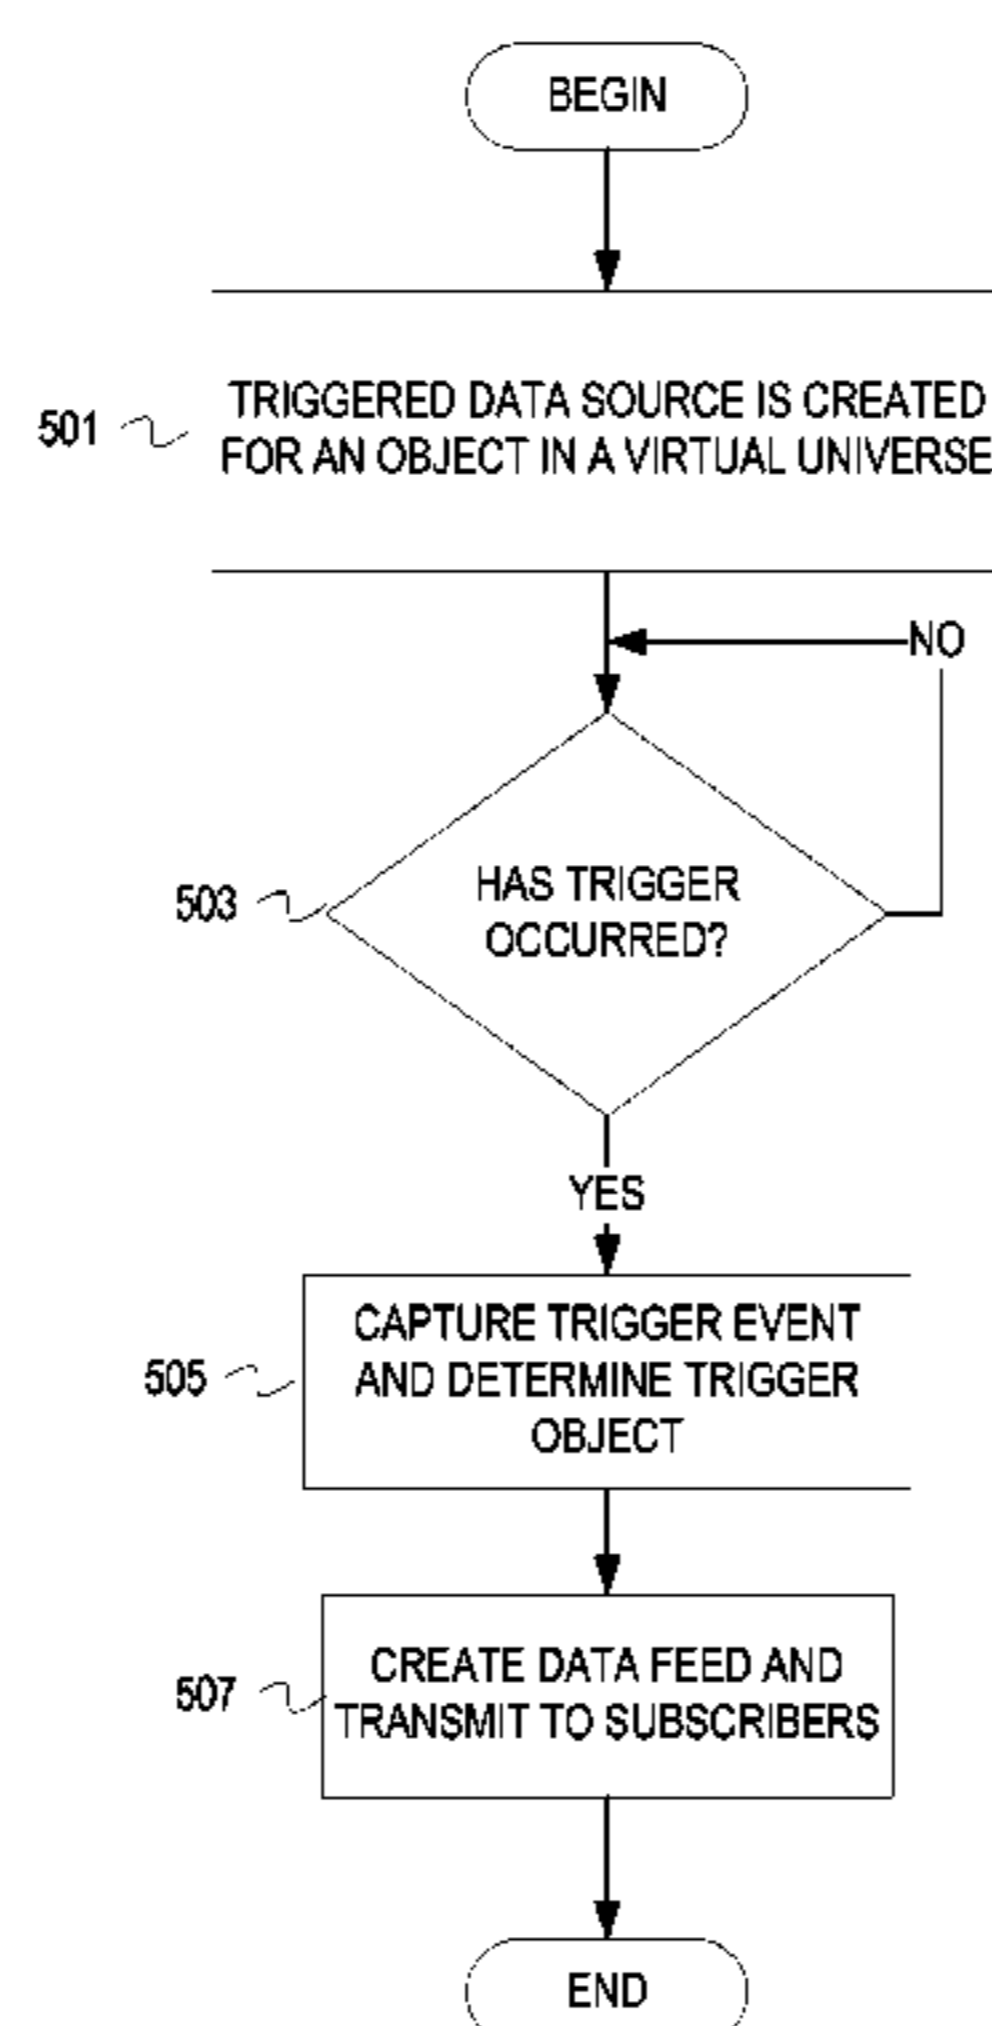 BEGIN
501
TRIGGERED DATA SOURCE IS CREATED
FOR AN OBJECT IN A VIRTUAL UNIVERSE
NO
503
HAS TRIGGER
OCCURRED?
YES
505
CAPTURE TRIGGER EVENT
AND DETERMINE TRIGGER
OBJECT
507
CREATE DATA FEED AND
TRANSMIT TO SUBSCRIBERS
END